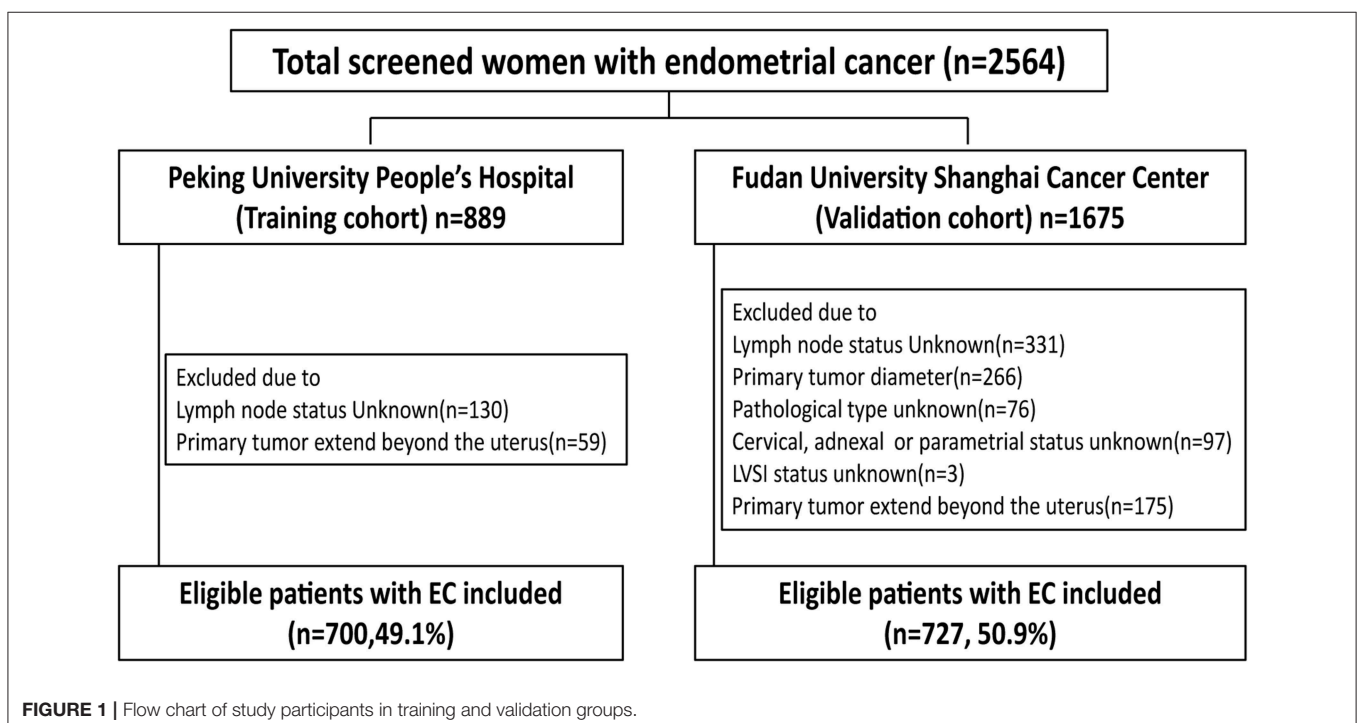 Total screened women with endometrial cancer (n=2564)
Peking University People's Hospital
(Training cohort) n=889
Fudan University Shanghai Cancer Center
(Validation cohort) n=1675
Excluded due to
Lymph node status Unknown(n=130)
Primary tumor extend beyond the uterus(n=59)
Excluded due to
Lymph node status Unknown(n=331)
Primary tumor diameter(n=266)
Pathological type unknown(n=76)
Cervical, adnexal or parametrial status unknown(n=97)
LVSI status unknown(n=3)
Primary tumor extend beyond the uterus(n=175)
Eligible patients with EC included
(n=700,49.1%)
Eligible patients with EC included
(n=727, 50.9%)
FIGURE 1 | Flow chart of study participants in training and validation groups.